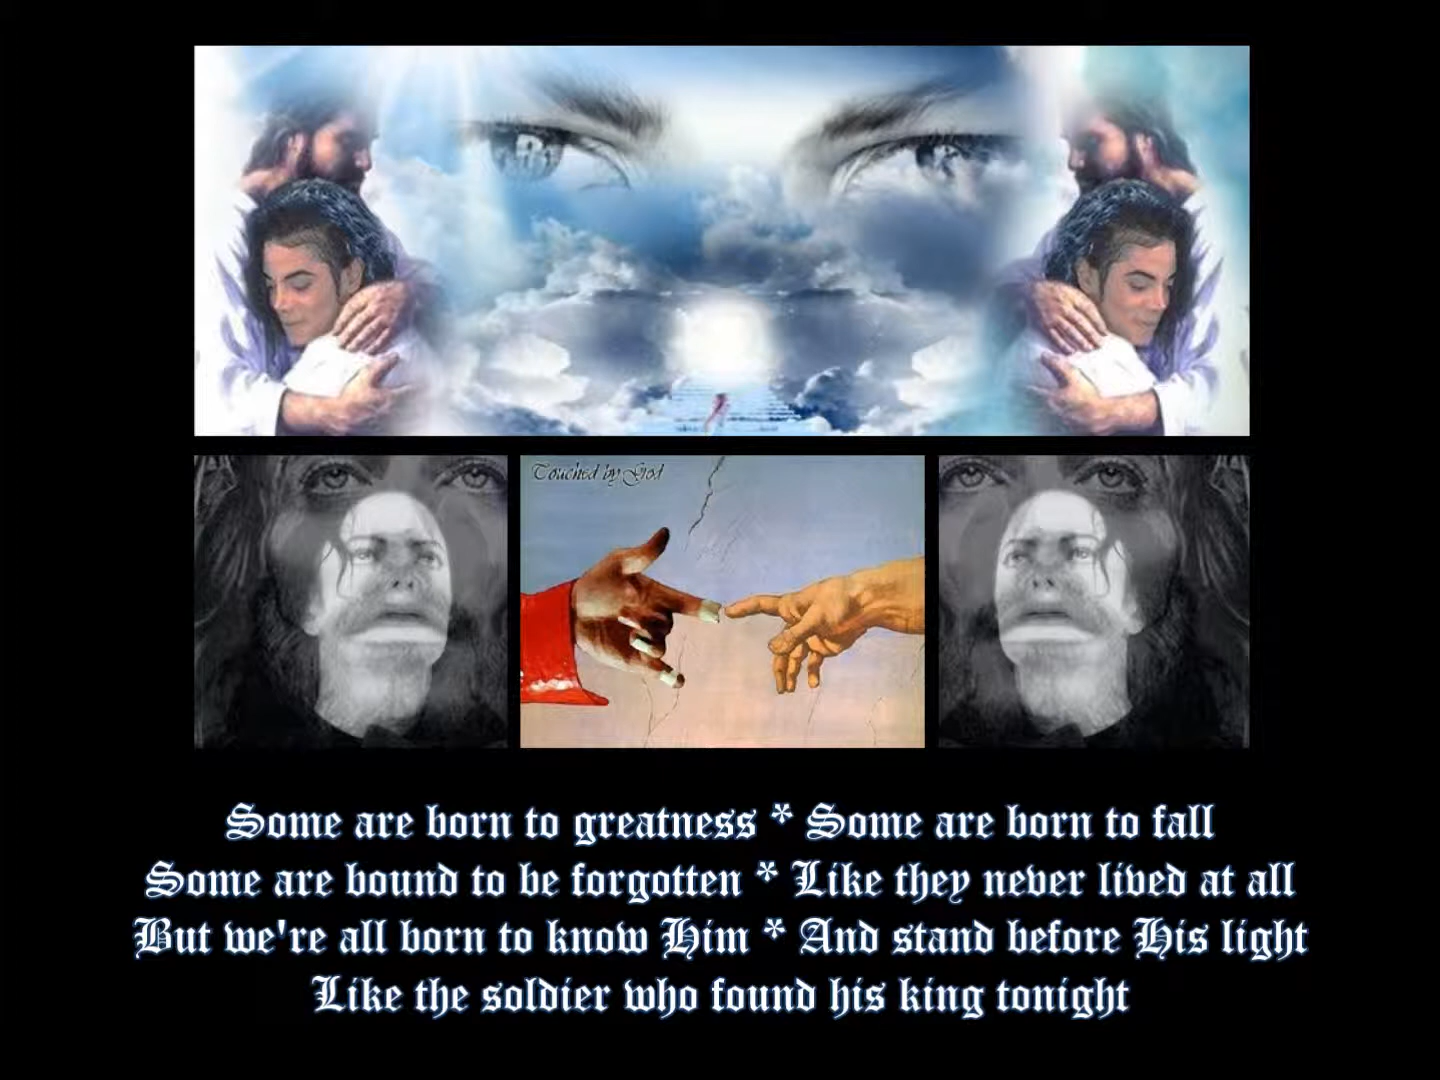 Touched by God
Some are born to greatness * Some are born to fall
Some are bound to be forgotten * Like they never lived at all
But we're all born to know Him * And stand before His light
Like the soldier who found his king tonight